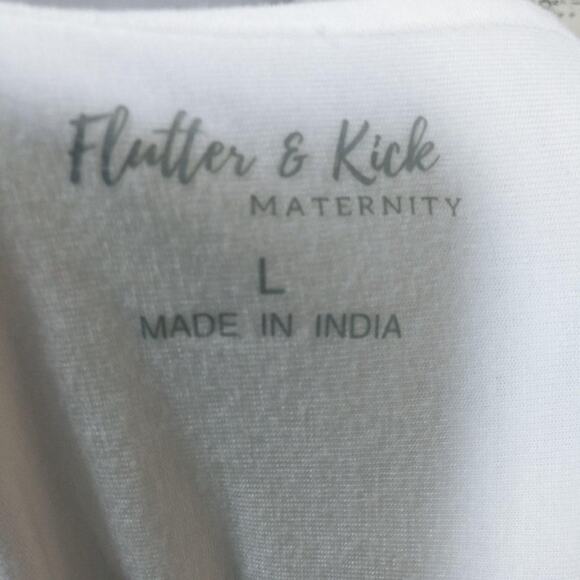 Flutter & Kick
MATERNITY
L
MADE IN INDIA